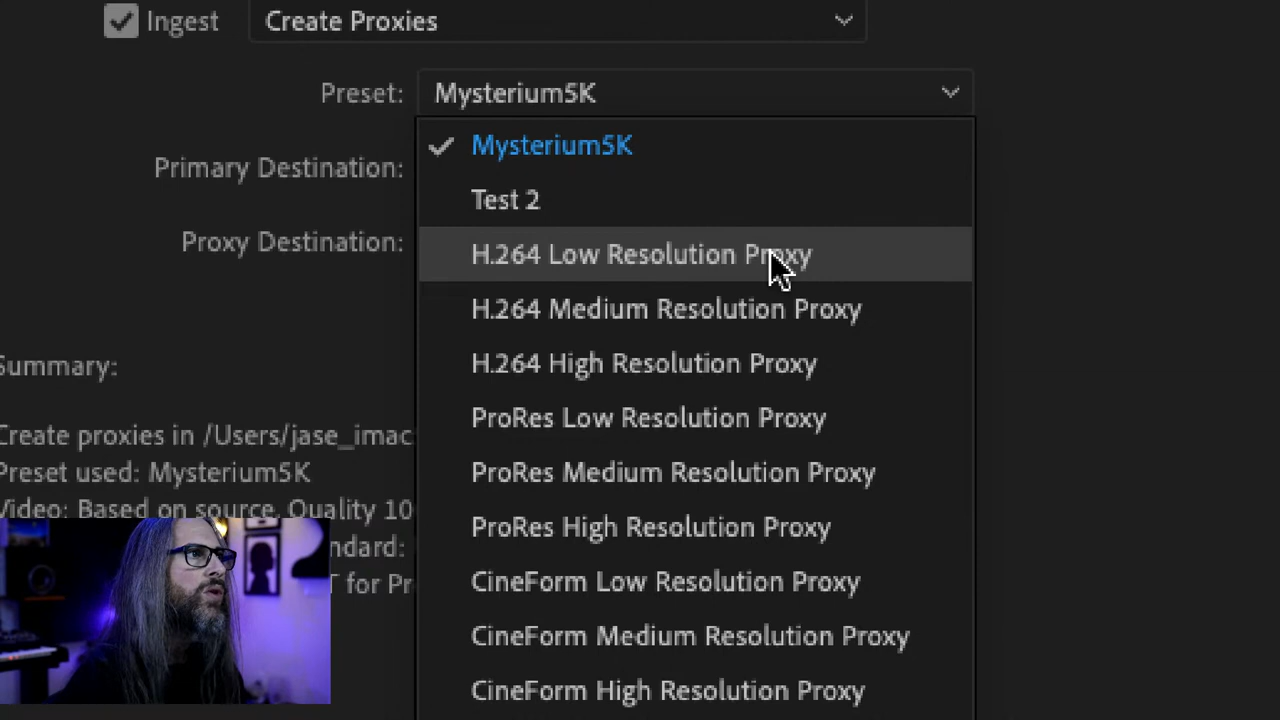 Ingest
Create Proxies
Preset:
Mysterium5K
Mysterium5K
Primary Destination:
Test 2
Proxy Destination:
H.264 Low Resolution Proxy
H.264 Medium Resolution Proxy
H.264 High Resolution Proxy
ProRes Low Resolution Proxy
ProRes Medium Resolution Proxy
ProRes High Resolution Proxy
CineForm Low Resolution Proxy
CineForm Medium Resolution Proxy
CineForm High Resolution Proxy
Summary:
Create proxies in /Users/jase_imac
Preset used: Mysterium5K
Video: Based on source, Quality 10
ndard:
T for Pr